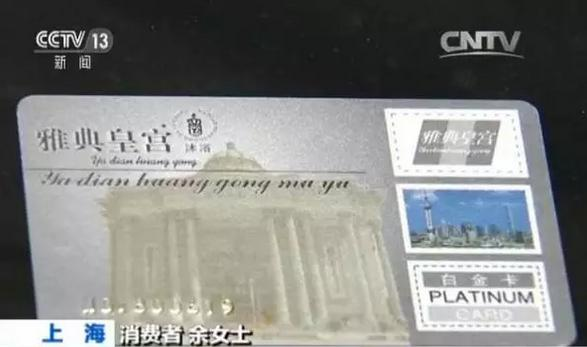 CCTV 13
新闻
CNTV
雅典皇宫
沐浴
Ya dian huang gong
Ya dian huang gong mu yu
雅典皇宫
白金卡
PLATINUM
CARD
上海 消费者 余女士